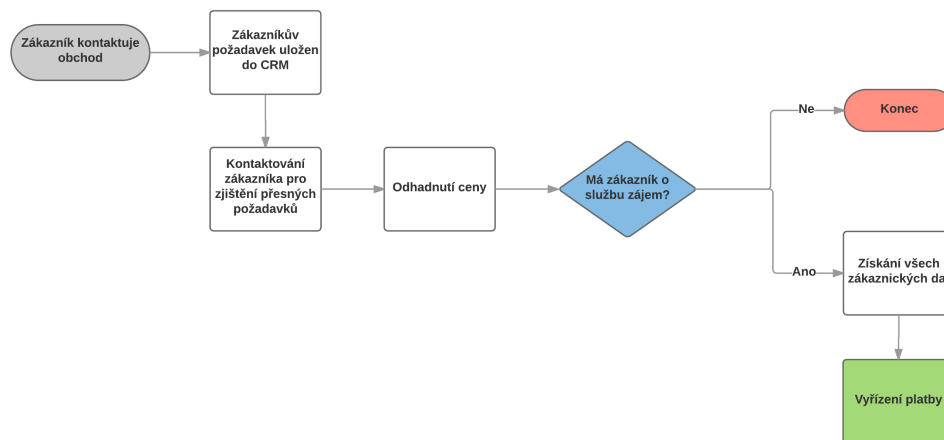 Zákazník kontaktuje
obchod
Zákazníkův
požadavek uložen
do CRM
Kontaktování
zákazníka pro
zjištění přesných
požadavků
Odhadnutí ceny
Má zákazník o
službu zájem?
Ne
Konec
Ano
Získání všech
zákaznických da
Vyřízení platby